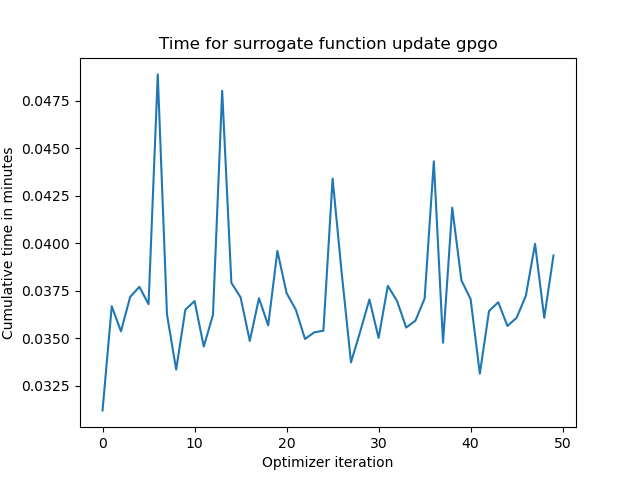 Time for surrogate function update gpgo
Cumulative time in minutes
0.0475
0.0450
0.0425
0.0400
0.0375
0.0350
0.0325
0 10 20 30 40 50
Optimizer iteration